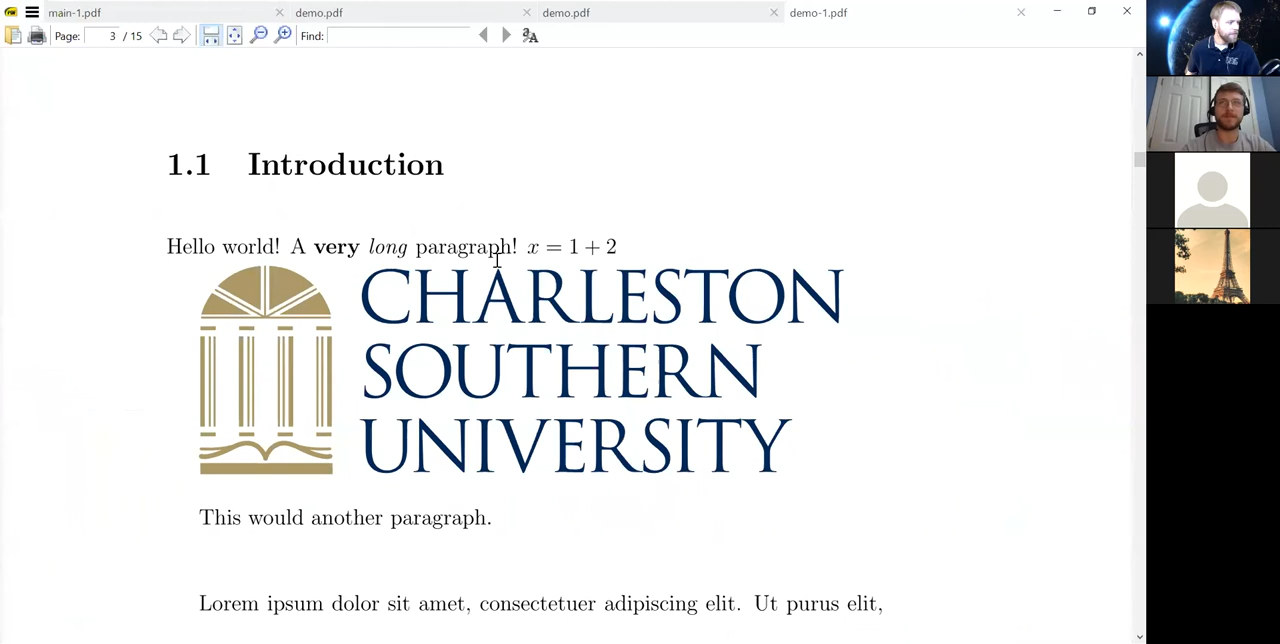 main-1.pdf demo.pdf demo.pdf demo-1.pdf
Page: 3 / 15 Find:
1.1 Introduction
Hello world! A very long paragraph! x = 1 + 2
CHARLESTON
SOUTHERN
UNIVERSITY
This would another paragraph.
Lorem ipsum dolor sit amet, consectetuer adipiscing elit. Ut purus elit,